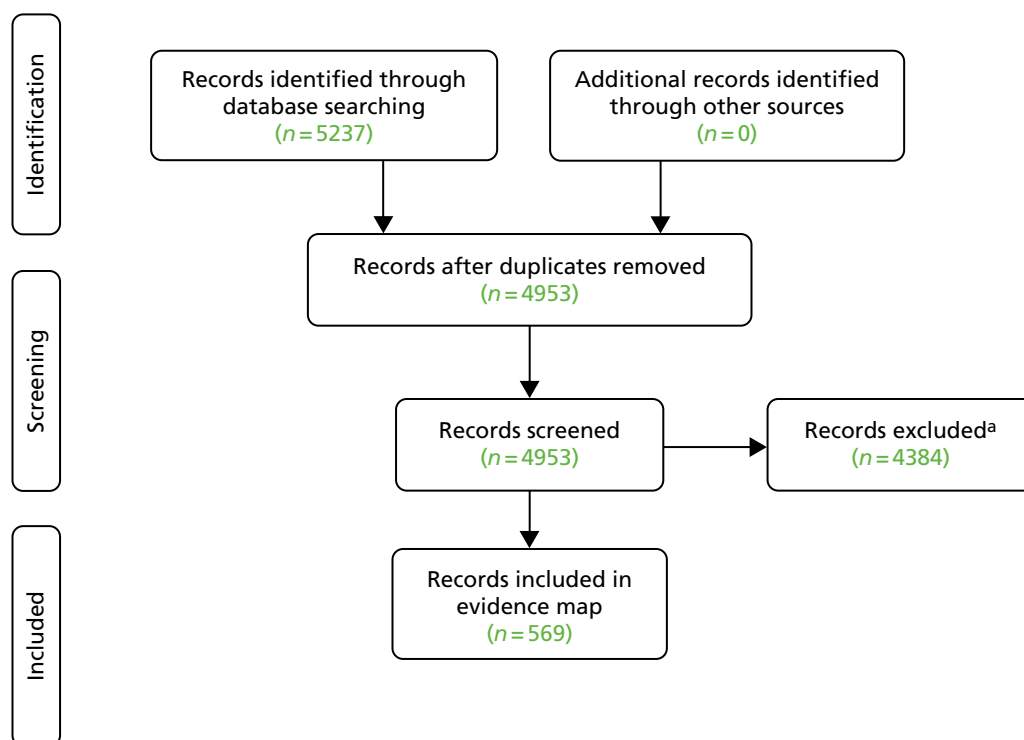 Identification
Records identified through
database searching
(n=5237)
Additional records identified
through other sources
(n=0)
Records after duplicates removed
(n=4953)
Screening
Records screened
(n=4953)
Records excludedᵃ
(n=4384)
Included
Records included in
evidence map
(n=569)